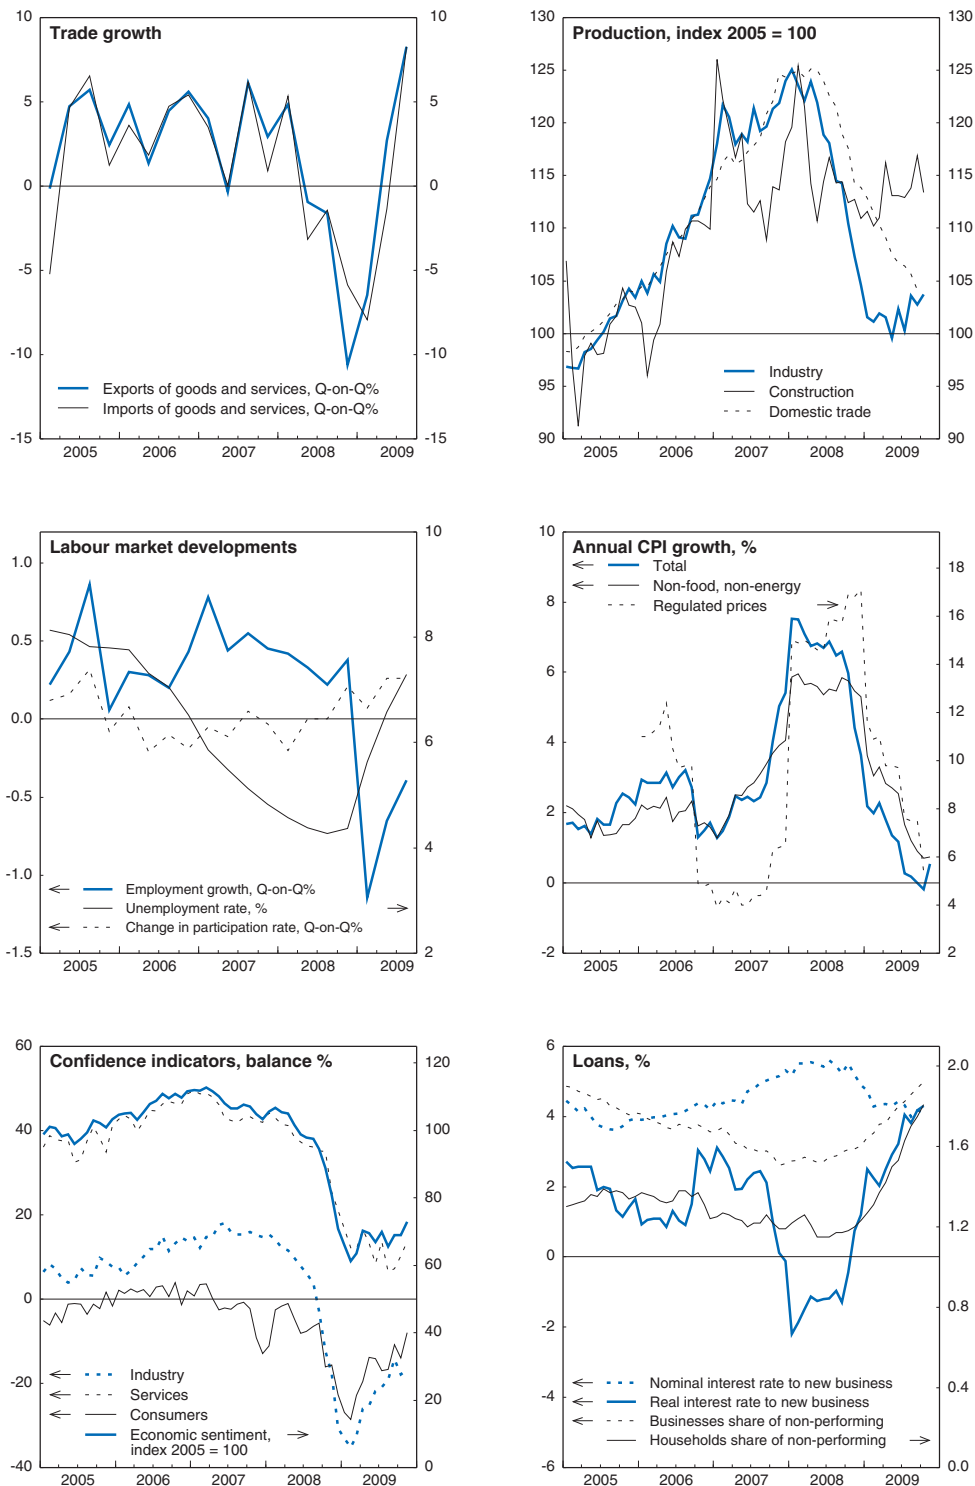 Trade growth
10
5
0
-5
-10
-15
10
5
0
-5
-10
-15
Exports of goods and services, Q-on-Q%
Imports of goods and services, Q-on-Q%
2005 2006 2007 2008 2009
Production, index 2005 = 100
130
125
120
115
110
105
100
95
90
130
125
120
115
110
105
100
95
90
Industry
Construction
Domestic trade
2005 2006 2007 2008 2009
Labour market developments
1.0
0.5
0.0
-0.5
-1.0
-1.5
10
8
6
4
2
Employment growth, Q-on-Q%
Unemployment rate, %
Change in participation rate, Q-on-Q%
2005 2006 2007 2008 2009
Annual CPI growth, %
Total
Non-food, non-energy
Regulated prices
10
8
6
4
2
0
-2
18
16
14
12
10
8
6
4
2
2005 2006 2007 2008 2009
Confidence indicators, balance %
60
40
20
0
-20
-40
120
100
80
60
40
20
0
Industry
Services
Consumers
Economic sentiment,
index 2005 = 100
2005 2006 2007 2008 2009
Loans, %
6
4
2
0
-2
-4
-6
2.0
1.6
1.2
0.8
0.4
0.0
Nominal interest rate to new business
Real interest rate to new business
Businesses share of non-performing
Households share of non-performing
2005 2006 2007 2008 2009